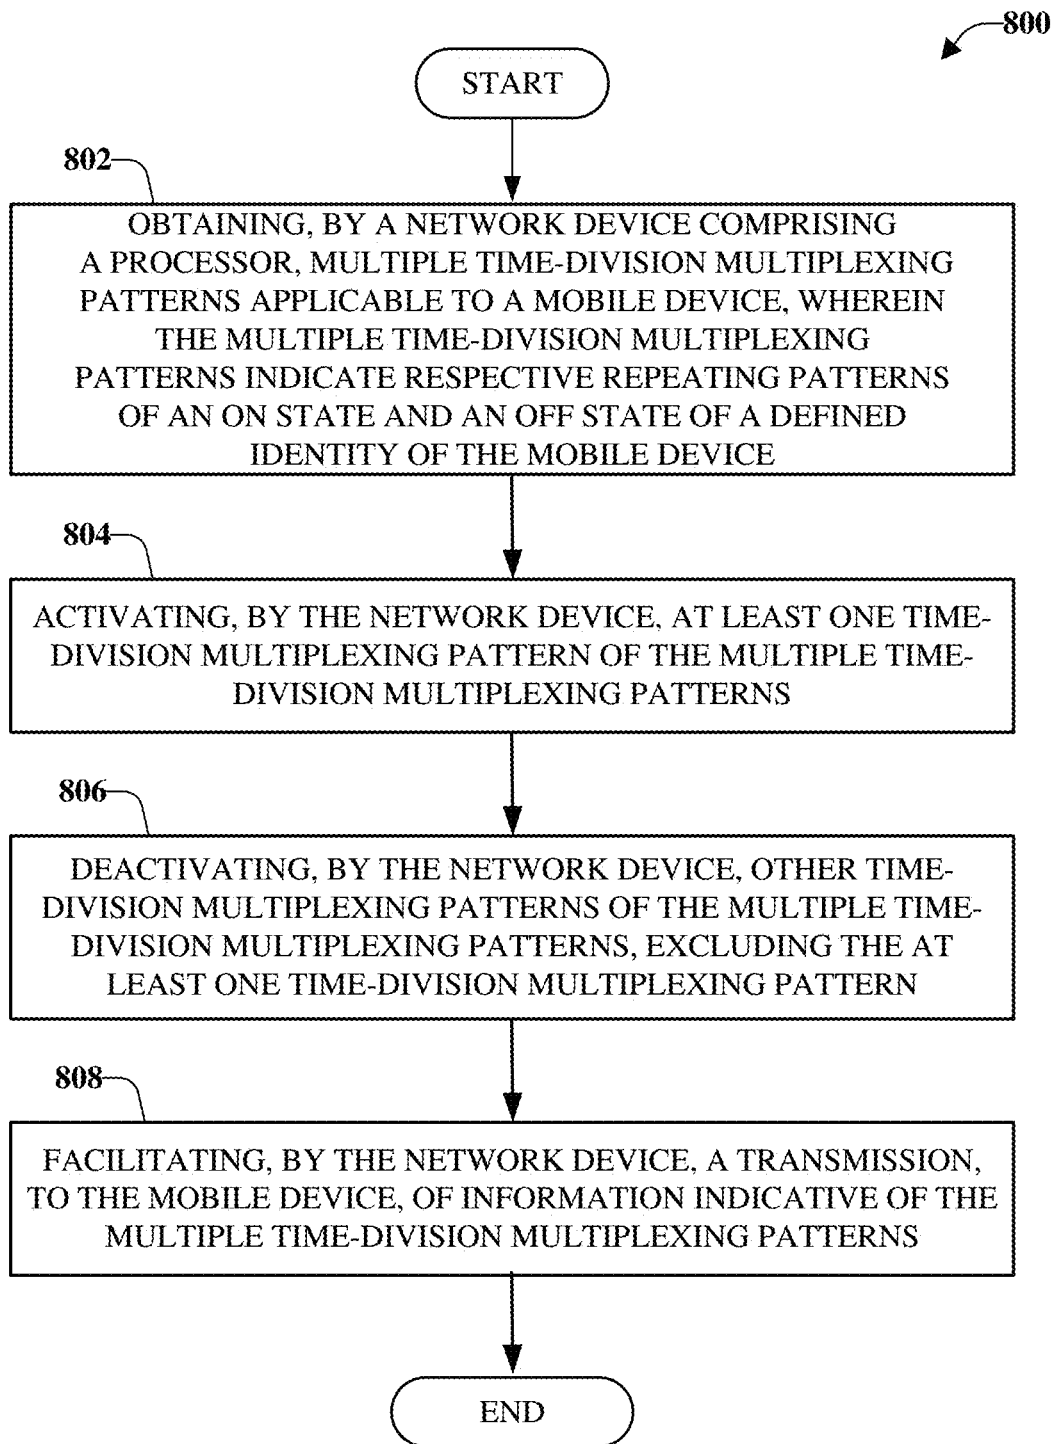 800
START
802
OBTAINING, BY A NETWORK DEVICE COMPRISING
A PROCESSOR, MULTIPLE TIME-DIVISION MULTIPLEXING
PATTERNS APPLICABLE TO A MOBILE DEVICE, WHEREIN
THE MULTIPLE TIME-DIVISION MULTIPLEXING
PATTERNS INDICATE RESPECTIVE REPEATING PATTERNS
OF AN ON STATE AND AN OFF STATE OF A DEFINED
IDENTITY OF THE MOBILE DEVICE
804
ACTIVATING, BY THE NETWORK DEVICE, AT LEAST ONE TIME-
DIVISION MULTIPLEXING PATTERN OF THE MULTIPLE TIME-
DIVISION MULTIPLEXING PATTERNS
806
DEACTIVATING, BY THE NETWORK DEVICE, OTHER TIME-
DIVISION MULTIPLEXING PATTERNS OF THE MULTIPLE TIME-
DIVISION MULTIPLEXING PATTERNS, EXCLUDING THE AT
LEAST ONE TIME-DIVISION MULTIPLEXING PATTERN
808
FACILITATING, BY THE NETWORK DEVICE, A TRANSMISSION,
TO THE MOBILE DEVICE, OF INFORMATION INDICATIVE OF THE
MULTIPLE TIME-DIVISION MULTIPLEXING PATTERNS
END